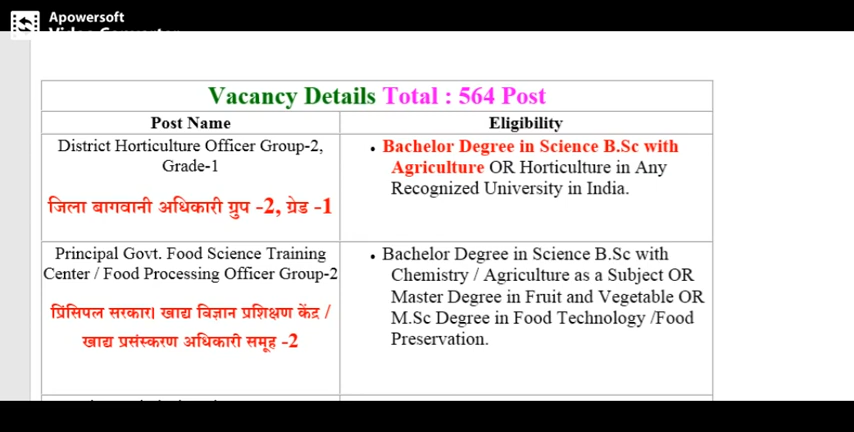 Apowersoft
Video Converter
Vacancy Details Total : 564 Post
Post Name
Eligibility
District Horticulture Officer Group-2,
Grade-1
जिला बागवानी अधिकारी ग्रुप -2, ग्रेड -1
• Bachelor Degree in Science B.Sc with
Agriculture OR Horticulture in Any
Recognized University in India.
Principal Govt. Food Science Training
Center / Food Processing Officer Group-2
प्रिंसिपल सरकार। खाद्य विज्ञान प्रशिक्षण केंद्र /
खाद्य प्रसंस्करण अधिकारी समूह -2
• Bachelor Degree in Science B.Sc with
Chemistry / Agriculture as a Subject OR
Master Degree in Fruit and Vegetable OR
M.Sc Degree in Food Technology /Food
Preservation.